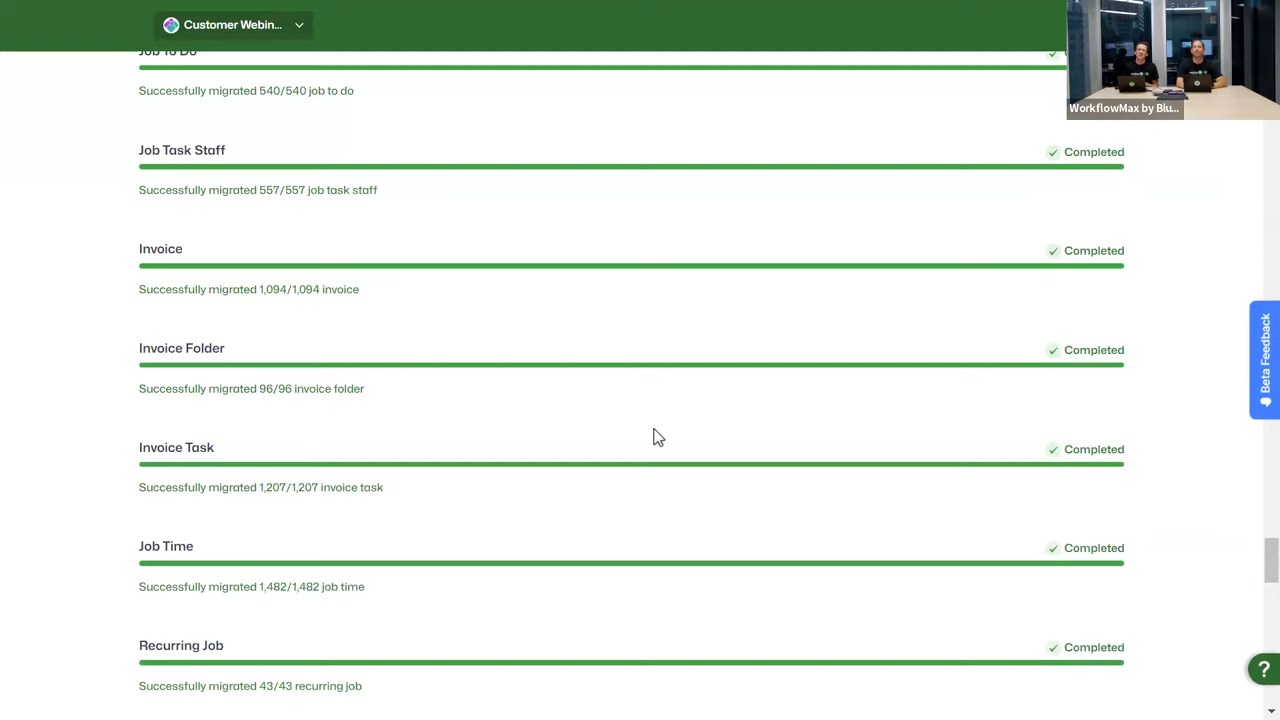 Customer Webin...
Job To Do
Successfully migrated 540/540 job to do
Job Task Staff
Completed
Successfully migrated 557/557 job task staff
Invoice
Completed
Successfully migrated 1,094/1,094 invoice
Invoice Folder
Completed
Successfully migrated 96/96 invoice folder
Invoice Task
Completed
Successfully migrated 1,207/1,207 invoice task
Job Time
Completed
Successfully migrated 1,482/1,482 job time
Recurring Job
Completed
Successfully migrated 43/43 recurring job
WorkflowMax by Blu...
Beta Feedback
?